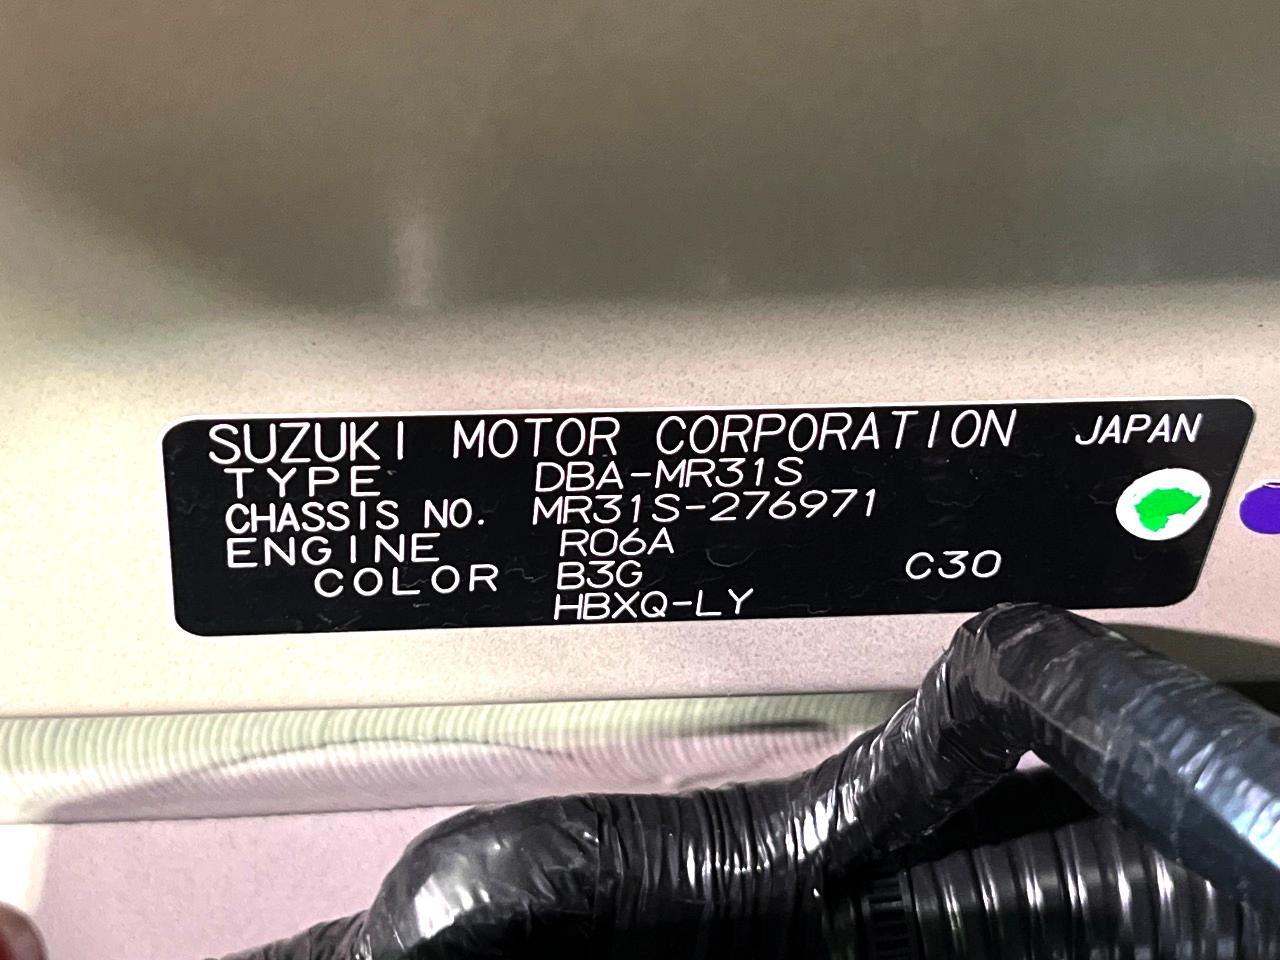 SUZUKI MOTOR CORPORATION JAPAN
TYPE DBA-MR31S
CHASSIS NO. MR31S-276971
ENGINE R06A
COLOR B3G C30
HBXQ-LY